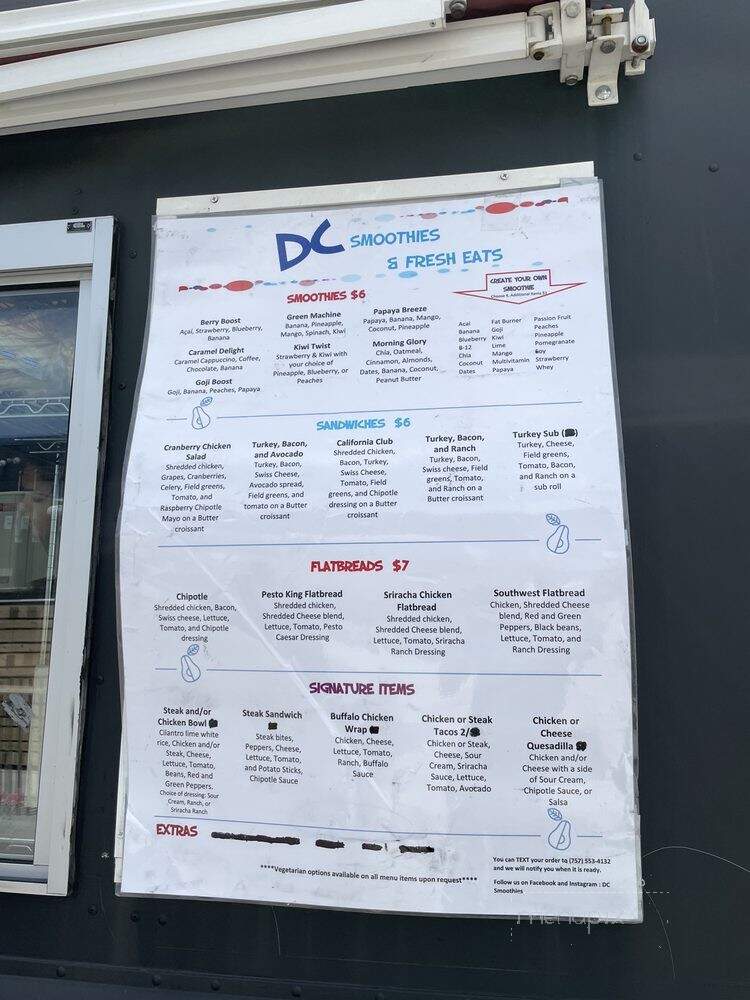 DC SMOOTHIES
& FRESH EATS
SMOOTHIES $6
Berry Boost
Açai, Strawberry, Blueberry,
Banana
Caramel Delight
Caramel Cappuccino, Coffee,
Chocolate, Banana
Goji Boost
Goji, Banana, Peaches, Papaya
Green Machine
Banana, Pineapple,
Mango, Spinach, Kiwi
Kiwi Twist
Strawberry & Kiwi with
your choice of
Pineapple, Blueberry, or
Peaches
Papaya Breeze
Papaya, Banana, Mango,
Coconut, Pineapple
Morning Glory
Chia, Oatmeal,
Cinnamon, Almonds,
Dates, Banana, Coconut,
Peanut Butter
CREATE YOUR OWN
SMOOTHIE
Acai
Banana
Blueberry
B-12
Chia
Coconut
Dates
Fat Burner
Goji
Kiwi
Lime
Mango
Multivitamin
Papaya
Passion Fruit
Peaches
Pineapple
Pomegranate
Soy
Strawberry
Whey
SANDWICHES $6
Cranberry Chicken
Salad
Shredded chicken,
Grapes, Cranberries,
Celery, Field greens,
Tomato, and
Raspberry Chipotle
Mayo on a Butter
croissant
Turkey, Bacon,
and Avocado
Turkey, Bacon,
Swiss Cheese,
Avocado spread,
Field greens, and
tomato on a Butter
croissant
California Club
Shredded Chicken,
Bacon, Turkey,
Swiss Cheese,
Tomato, Field
greens, and Chipotle
dressing on a Butter
croissant
Turkey, Bacon,
and Ranch
Turkey, Bacon,
Swiss cheese, Field
greens, Tomato,
and Ranch on a
Butter croissant
Turkey Sub (
Turkey, Cheese,
Field greens,
Tomato, Bacon,
and Ranch on a
sub roll
FLATBREADS $7
Chipotle
Shredded chicken, Bacon,
Swiss cheese, Lettuce,
Tomato, and Chipotle
dressing
Pesto King Flatbread
Shredded chicken,
Shredded Cheese blend,
Lettuce, Tomato, Pesto
Caesar Dressing
Sriracha Chicken
Flatbread
Shredded chicken,
Shredded Cheese blend,
Lettuce, Tomato, Sriracha
Ranch Dressing
Southwest Flatbread
Chicken, Shredded Cheese
blend, Red and Green
Peppers, Black beans,
Lettuce, Tomato, and
Ranch Dressing
SIGNATURE ITEMS
Steak and/or
Chicken Bowl
Cilantro lime white
rice, Chicken and/or
Steak, Cheese,
Lettuce, Tomato,
Beans, Red and
Green Peppers.
Choice of dressing: Sour
Cream, Ranch, or
Sriracha Ranch
Steak Sandwich
Steak bites,
Peppers, Cheese,
Lettuce, Tomato,
and Potato Sticks,
Chipotle Sauce
Buffalo Chicken
Wrap
Chicken, Cheese,
Lettuce, Tomato,
Ranch, Buffalo
Sauce
Chicken or Steak
Tacos 2/
Chicken or Steak,
Cheese, Sour
Cream, Sriracha
Sauce, Lettuce,
Tomato, Avocado
Chicken or
Cheese
Quesadilla
Chicken and/or
Cheese with a side
of Sour Cream,
Chipotle Sauce, or
Salsa
EXTRAS
****Vegetarian options available on all menu items upon request****
You can TEXT your order to (757) 553-4132
and we will notify you when it is ready.
Follow us on Facebook and Instagram : DC
Smoothies